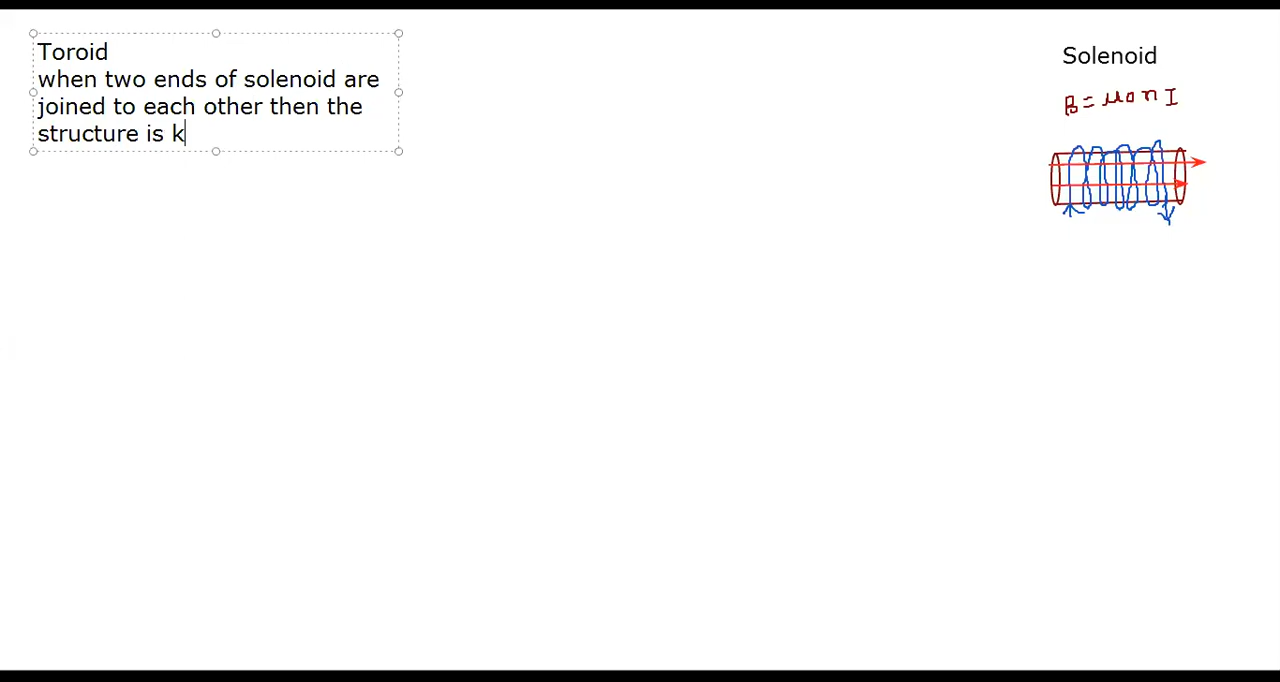 Toroid
when two ends of solenoid are
joined to each other then the
structure is k
Solenoid
B = μ0 n I